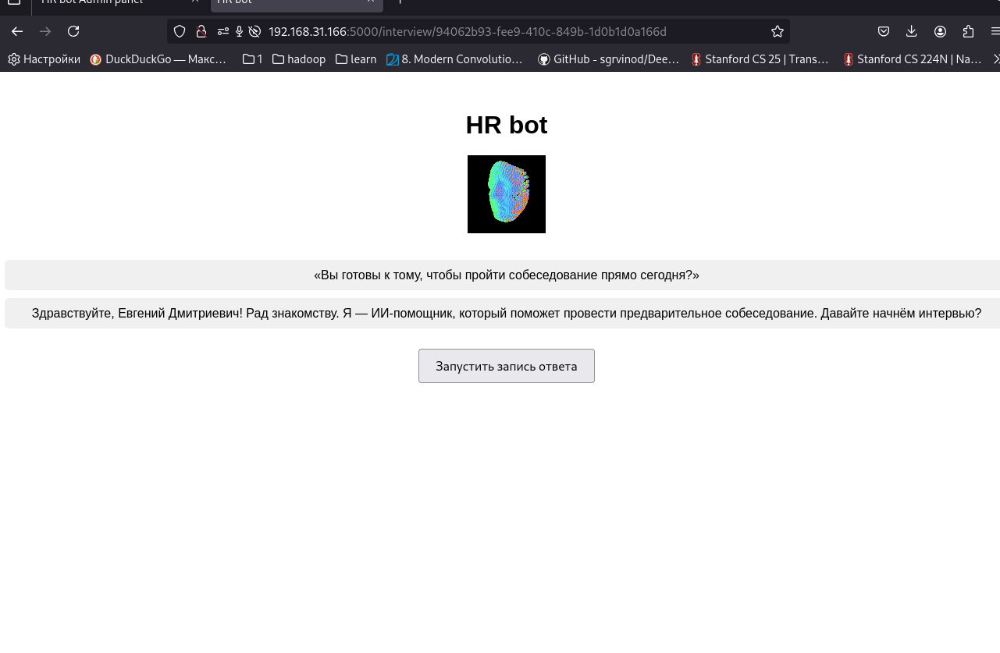 HR bot Admin panel
HR bot
192.168.31.166:5000/interview/94062b93-fee9-410c-849b-1d0b1d0a166d
Настройки DuckDuckGo — Макс… 1 hadoop learn 8. Modern Convolutio… GitHub - sgrvinod/Dee… Stanford CS 25 | Trans… Stanford CS 224N | Na…
HR bot
«Вы готовы к тому, чтобы пройти собеседование прямо сегодня?»
Здравствуйте, Евгений Дмитриевич! Рад знакомству. Я — ИИ-помощник, который поможет провести предварительное собеседование. Давайте начнём интервью?
Запустить запись ответа